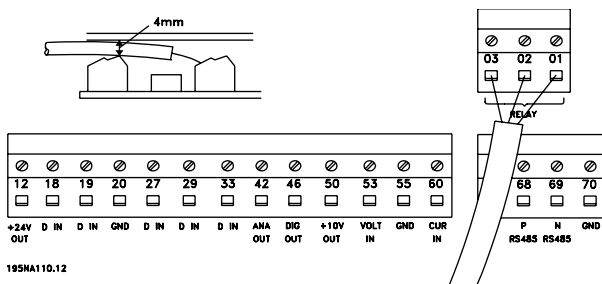 4mm
03 02 01
RELAY
12 18 19 20 27 29 33 42 46 50 53 55 60 68 69 70
+24V OUT D IN D IN GND D IN D IN D IN ANA OUT DIG OUT +10V OUT VOLT IN GND CUR IN P RS485 N RS485 GND
195NA110.12